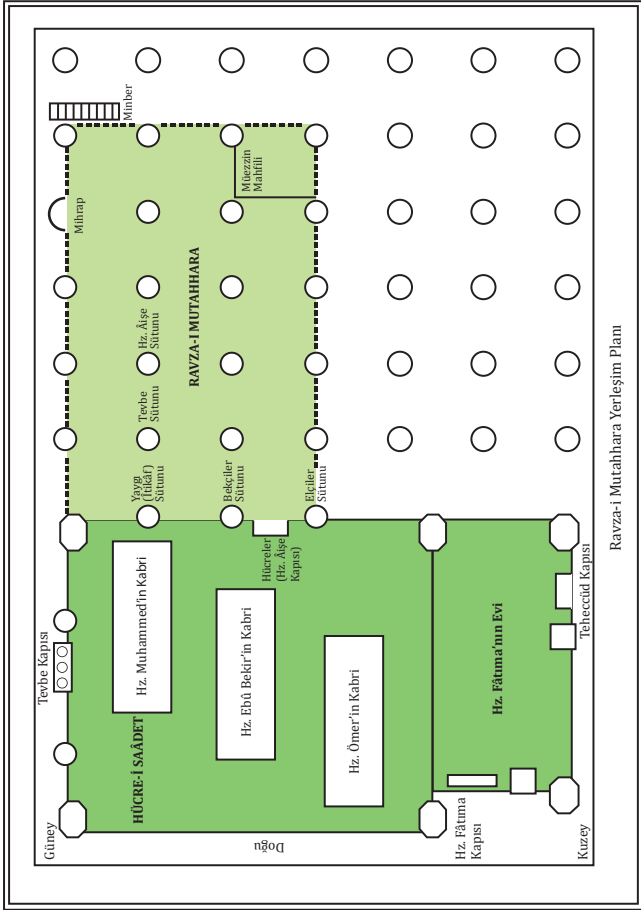 Minber
Mihrap
Müezzin
Mahfili
RAVZA-I MUTAHHARA
Hz. Âişe
Sütunu
Tevbe
Sütunu
Yaygı
(İtikâf)
Sütunu
Bekçiler
Sütunu
Elçiler
Sütunu
Hücreler
(Hz. Âişe
Kapısı)
Tevbe Kapısı
Hz. Muhammed'in Kabri
Hz. Ebû Bekir'in Kabri
Hz. Ömer'in Kabri
HÜCRE-İ SAÂDET
Hz. Fâtıma'nın Evi
Teheccüd Kapısı
Hz. Fâtıma
Kapısı
Güney
Doğu
Kuzey
Ravza-i Mutahhara Yerleşim Planı